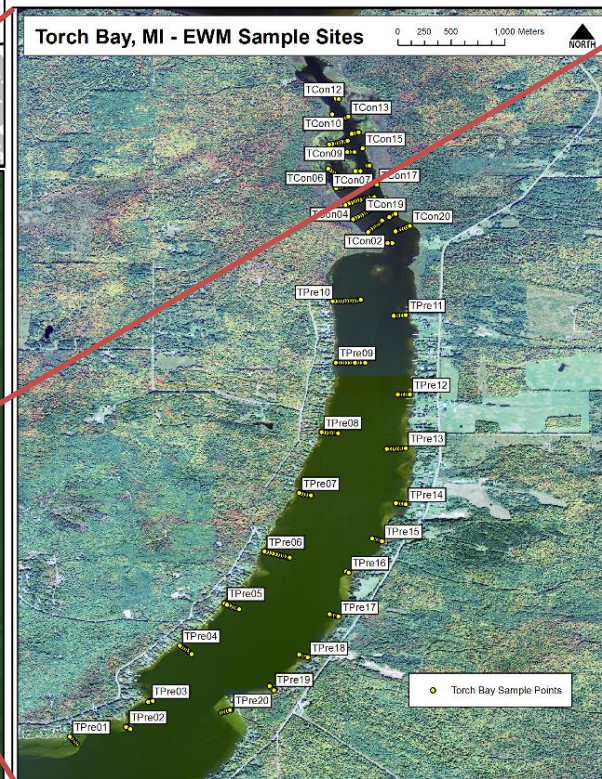 Torch Bay, MI - EWM Sample Sites
0 250 500 1,000 Meters
NORTH
TCon12
TCon13
TCon10
TCon15
TCon09
TCon06
TCon07
TCon17
TCon04
TCon19
TCon20
TCon02
TPre10
TPre11
TPre09
TPre12
TPre08
TPre13
TPre07
TPre14
TPre15
TPre06
TPre16
TPre05
TPre17
TPre04
TPre18
TPre19
TPre03
TPre20
TPre02
TPre01
Torch Bay Sample Points